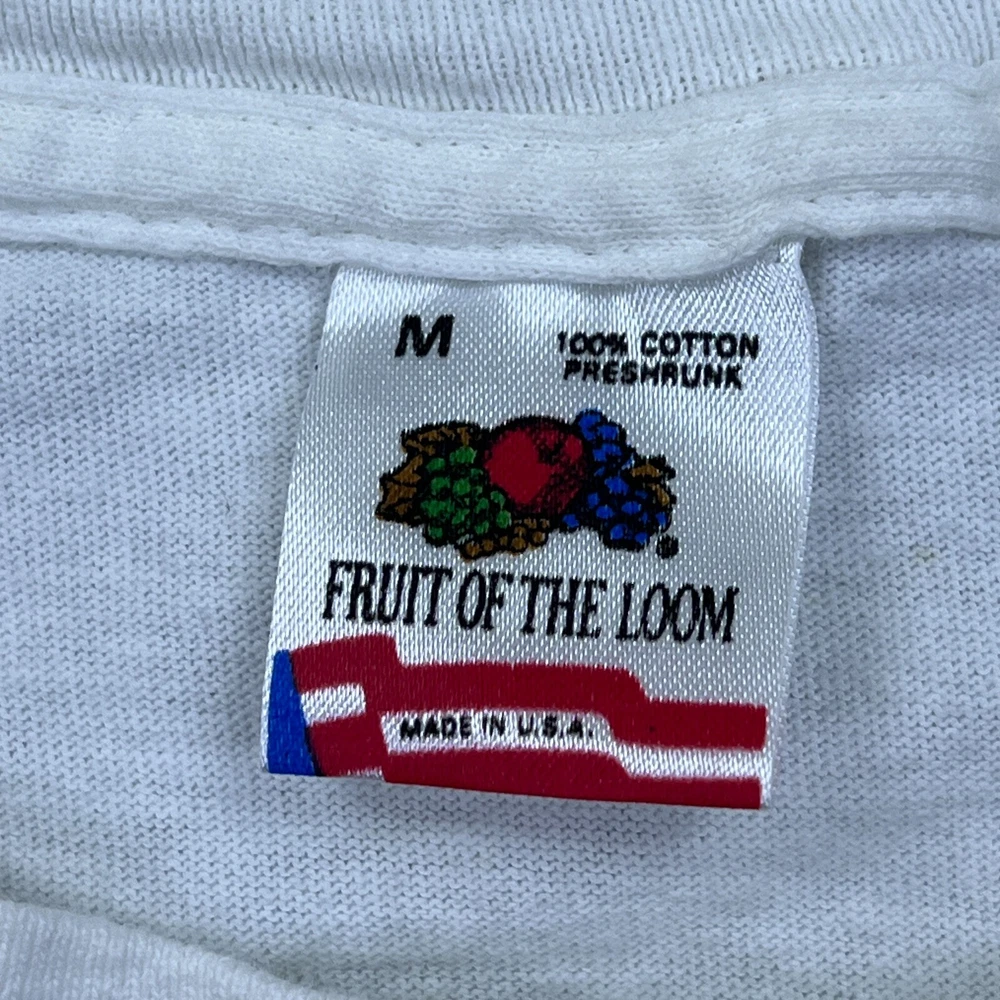 M
100% COTTON
PRESHRUNK
FRUIT OF THE LOOM
MADE IN U.S.A.